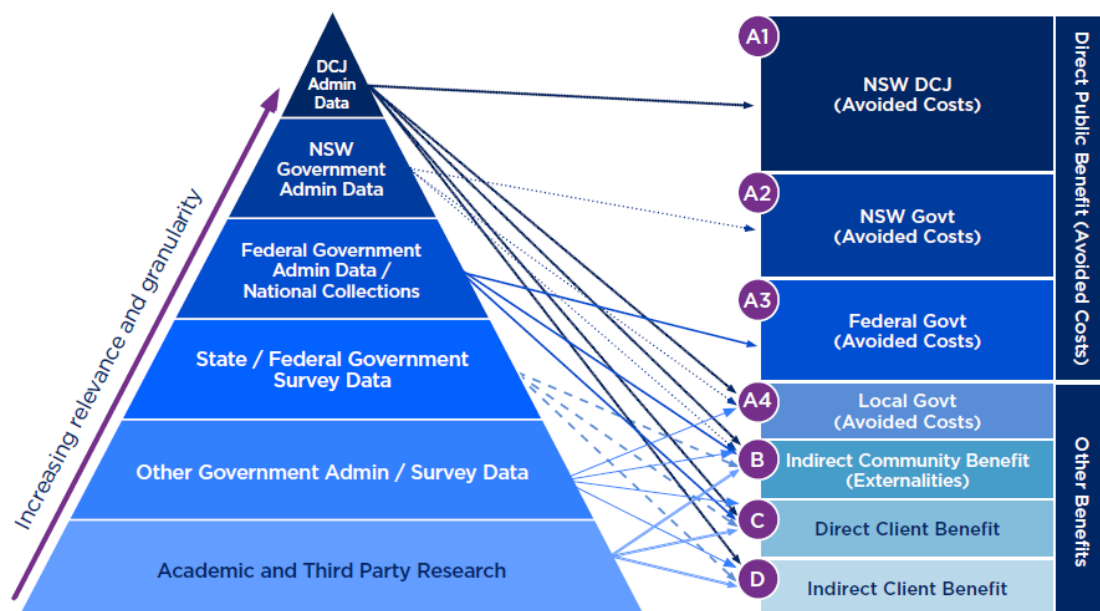 Increasing relevance and granularity
DCJ
Admin
Data
NSW
Government
Admin Data
Federal Government
Admin Data /
National Collections
State / Federal Government
Survey Data
Other Government Admin / Survey Data
Academic and Third Party Research
A1
NSW DCJ
(Avoided Costs)
A2
NSW Govt
(Avoided Costs)
A3
Federal Govt
(Avoided Costs)
A4
Local Govt
(Avoided Costs)
B
Indirect Community Benefit
(Externalities)
C
Direct Client Benefit
D
Indirect Client Benefit
Direct Public Benefit (Avoided Costs)
Other Benefits